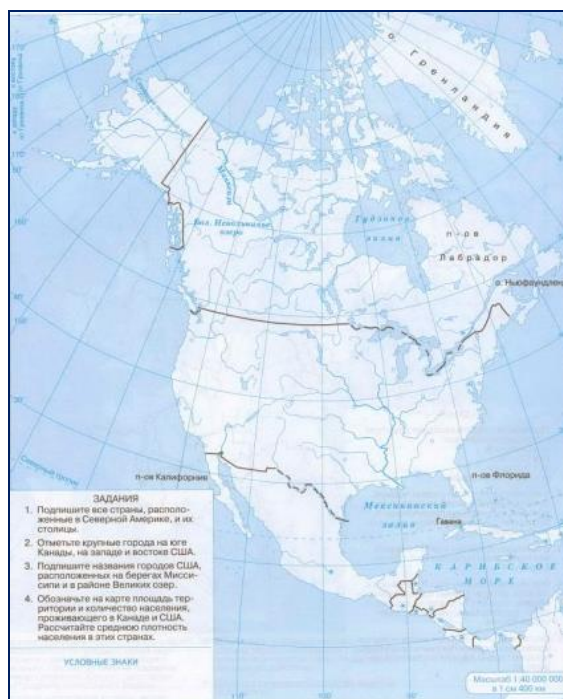 о. Гренландия
Бол. Невольничье
озеро
Гудзонов
залив
п-ов
Лабрадор
о. Ньюфаундленд
Северный тропик
п-ов Калифорния
п-ов Флорида
Мексиканский
залив
Гавана
КАРИБСКОЕ
МОРЕ
ЗАДАНИЯ
1. Подпишите все страны, располо-
женные в Северной Америке, и их
столицы.
2. Отметьте крупные города на юге
Канады, на западе и востоке США.
3. Подпишите названия городов США,
расположенных на берегах Мисси-
сипи и в районе Великих озер.
4. Обозначьте на карте площадь тер-
ритории и количество населения,
проживающего в Канаде и США.
Рассчитайте среднюю плотность
населения в этих странах.
УСЛОВНЫЕ ЗНАКИ
Масштаб 1:40 000 000
в 1 см 400 км